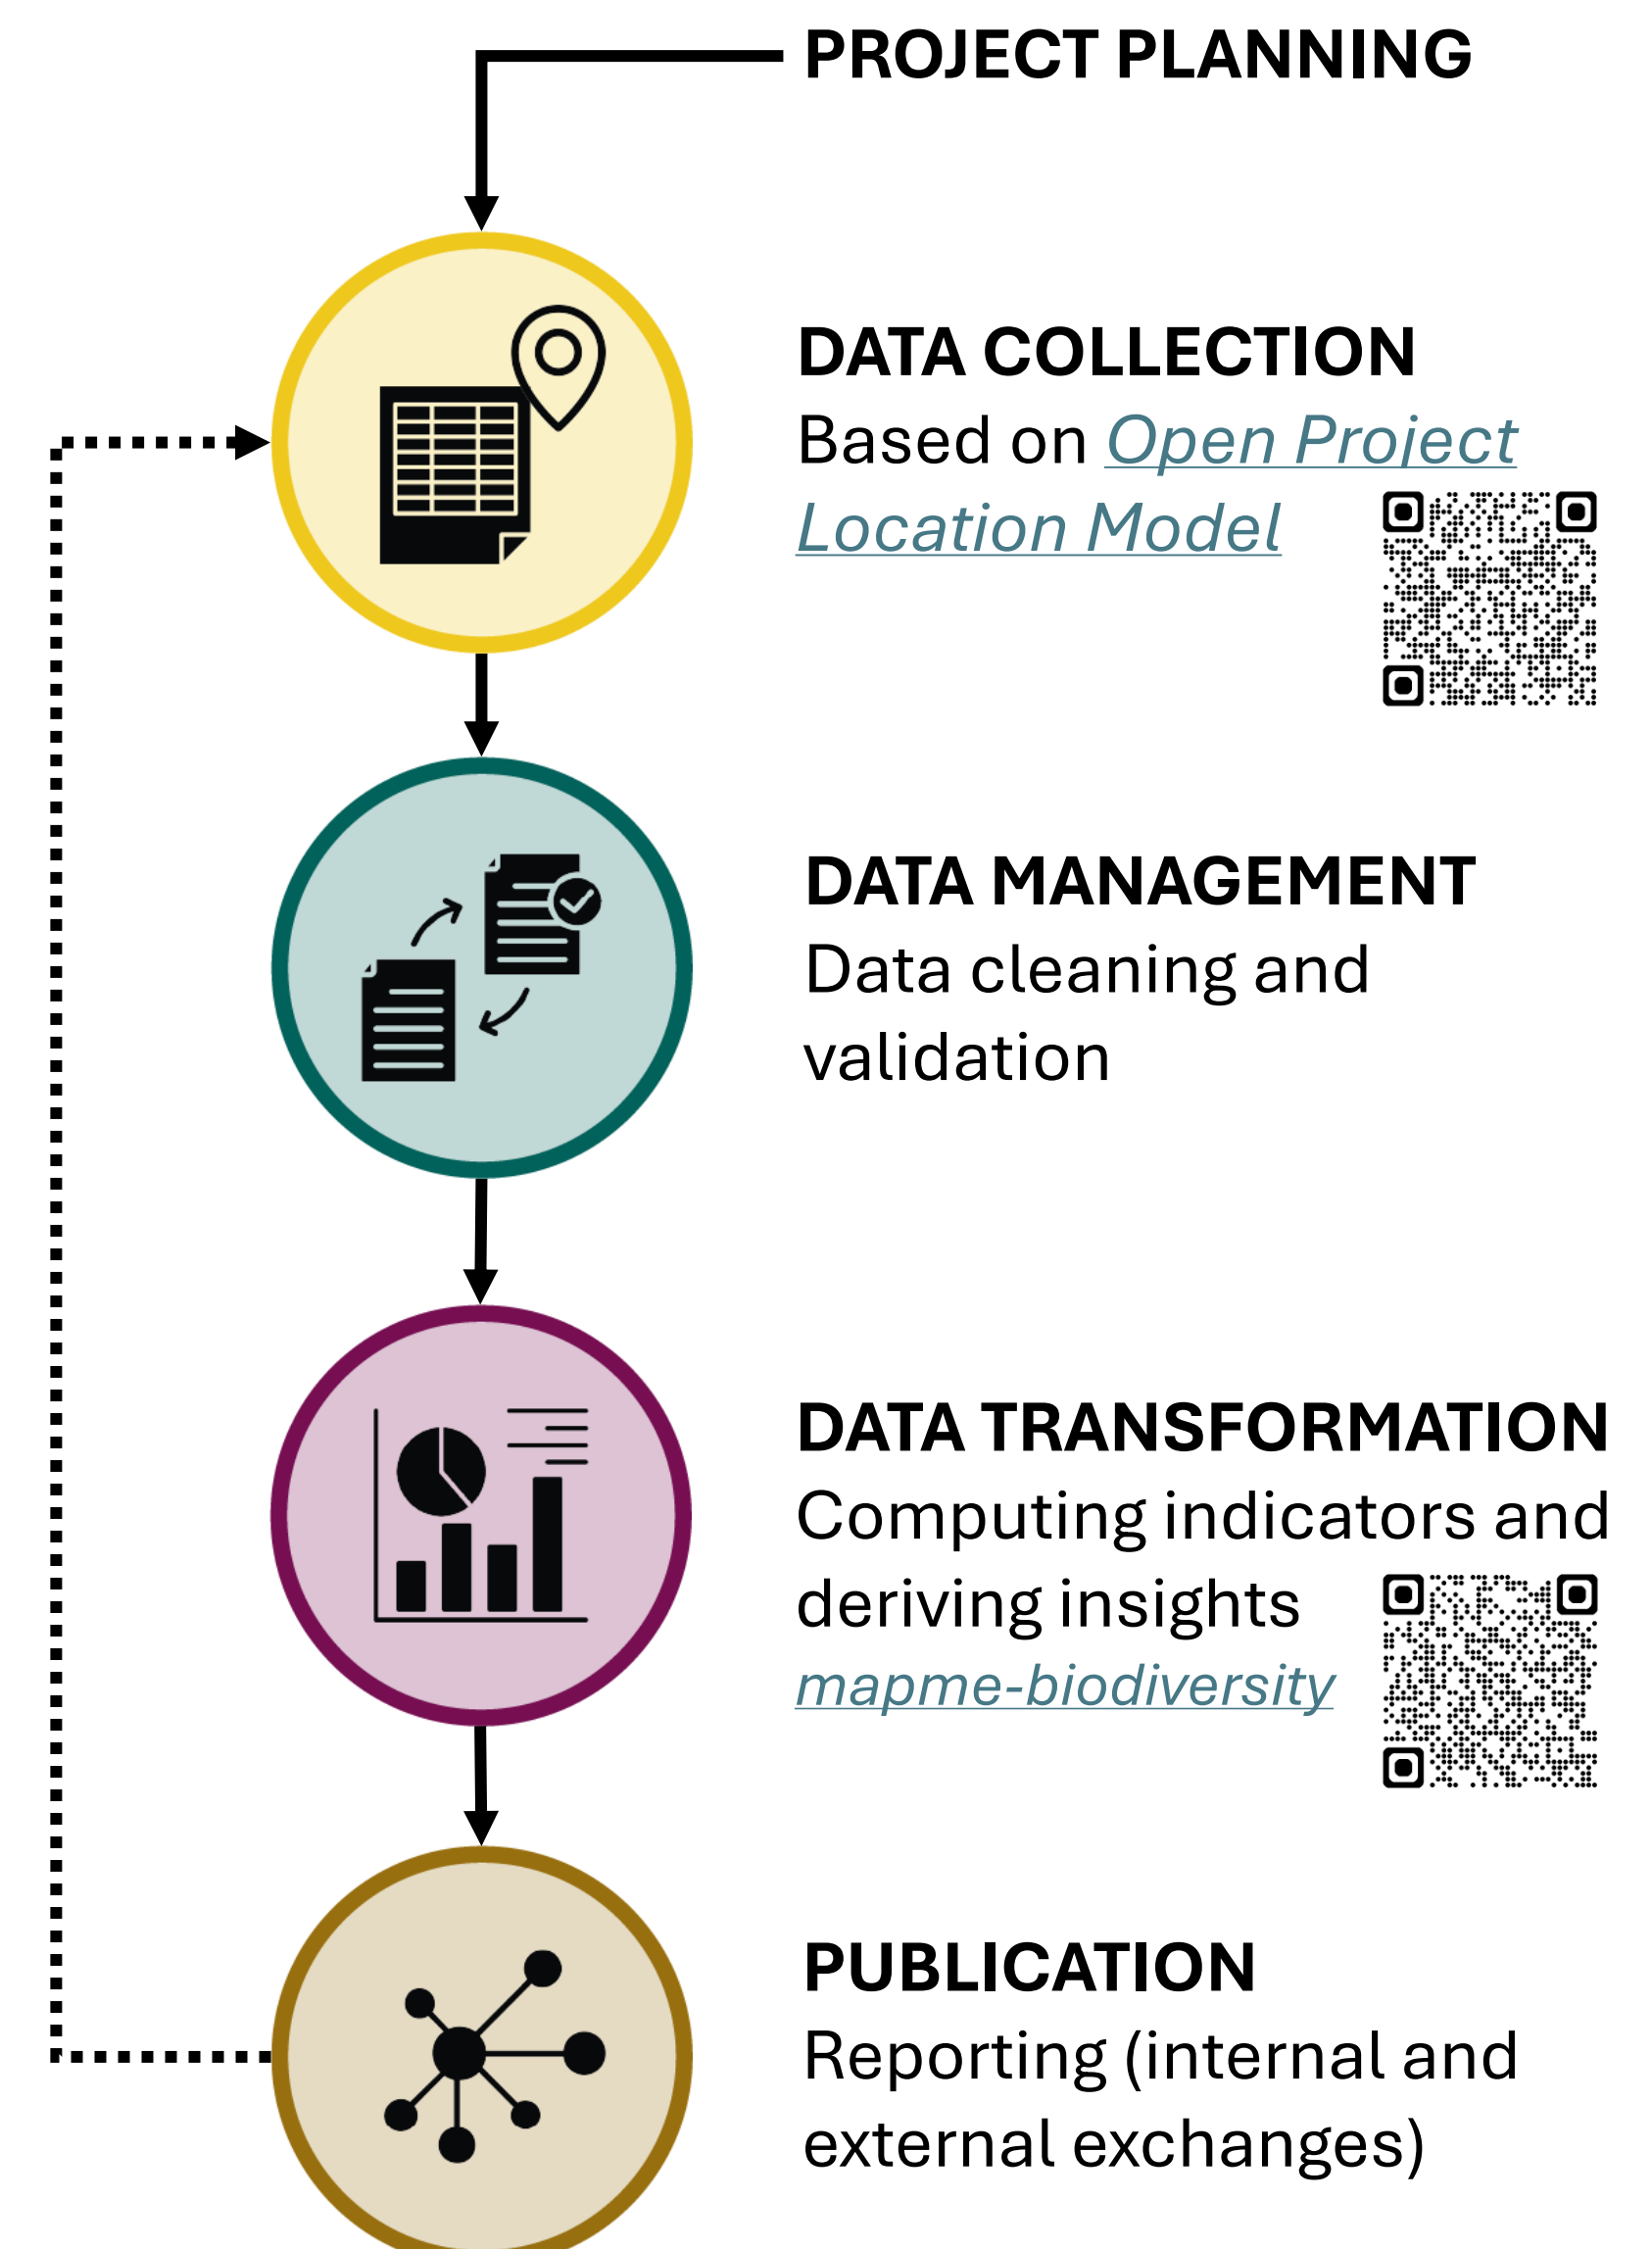 PROJECT PLANNING
DATA COLLECTION
Based on Open Project
Location Model
DATA MANAGEMENT
Data cleaning and
validation
DATA TRANSFORMATION
Computing indicators and
deriving insights
mapme-biodiversity
PUBLICATION
Reporting (internal and
external exchanges)